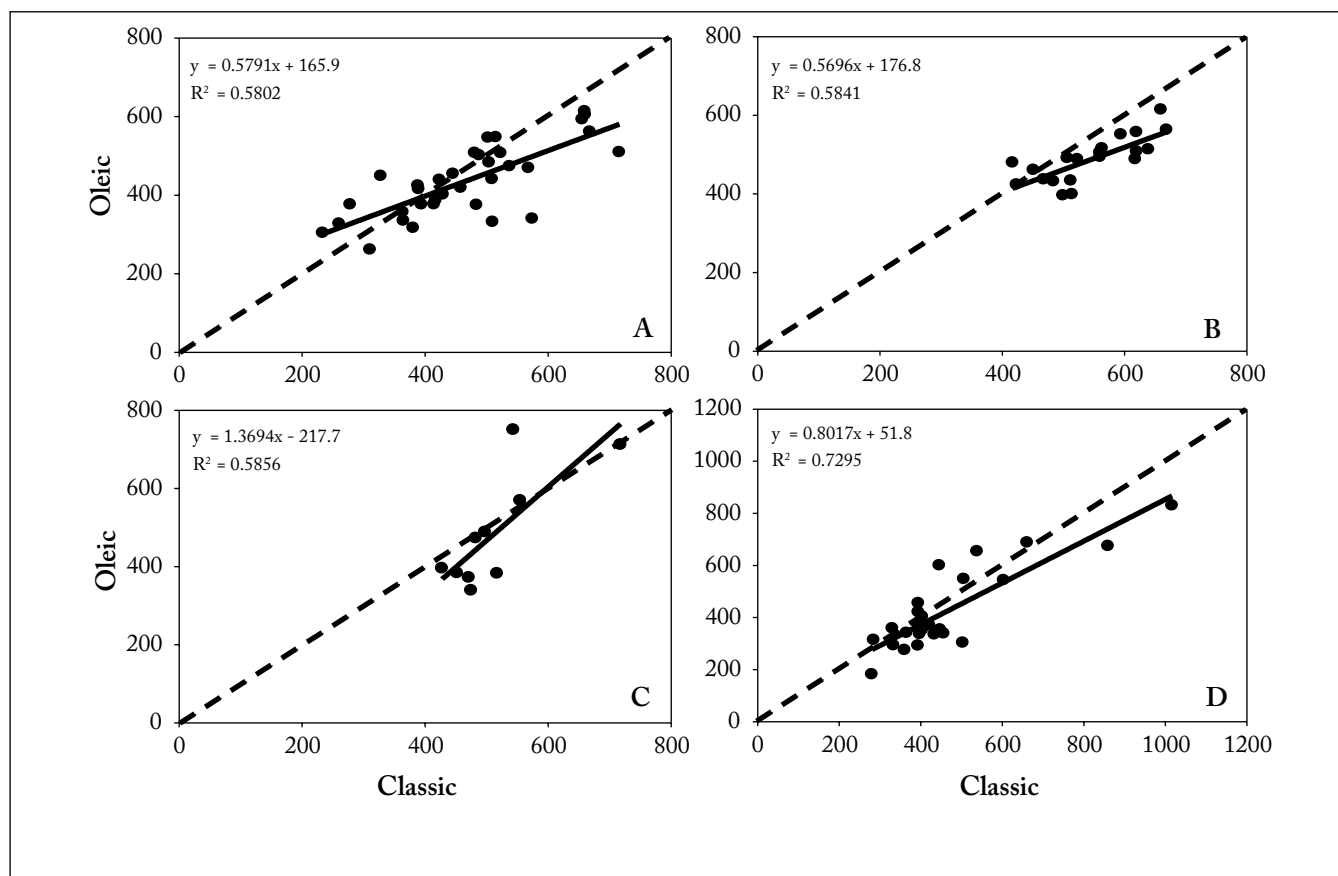 800
600
400
200
0
0 200 400 600 800
y = 0.5791x + 165.9
R² = 0.5802
Oleic
A
800
600
400
200
0
0 200 400 600 800
y = 0.5696x + 176.8
R² = 0.5841
B
800
600
400
200
0
0 200 400 600 800
y = 1.3694x - 217.7
R² = 0.5856
Oleic
C
Classic
1200
1000
800
600
400
200
0
0 200 400 600 800 1000 1200
y = 0.8017x + 51.8
R² = 0.7295
D
Classic